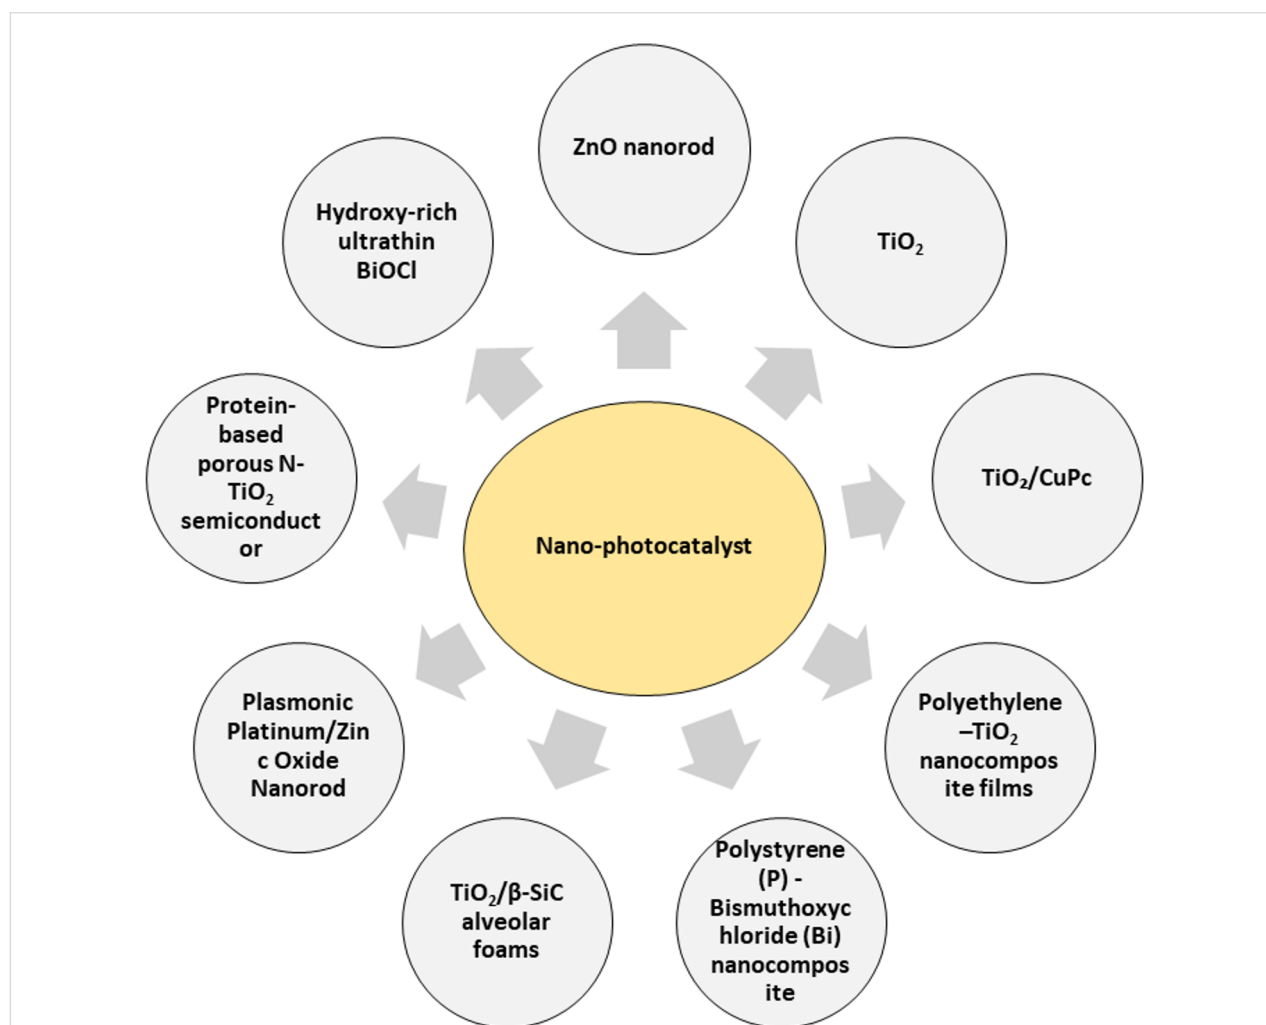 ZnO nanorod
TiO₂
TiO₂/CuPc
Polyethylene
–TiO₂
nanocompos
ite films
Polystyrene
(P) -
Bismuthoxyc
hloride (Bi)
nanocompos
ite
TiO₂/β-SiC
alveolar
foams
Plasmonic
Platinum/Zin
c Oxide
Nanorod
Protein-
based
porous N-
TiO₂
semiconduct
or
Hydroxy-rich
ultrathin
BiOCl
Nano-photocatalyst